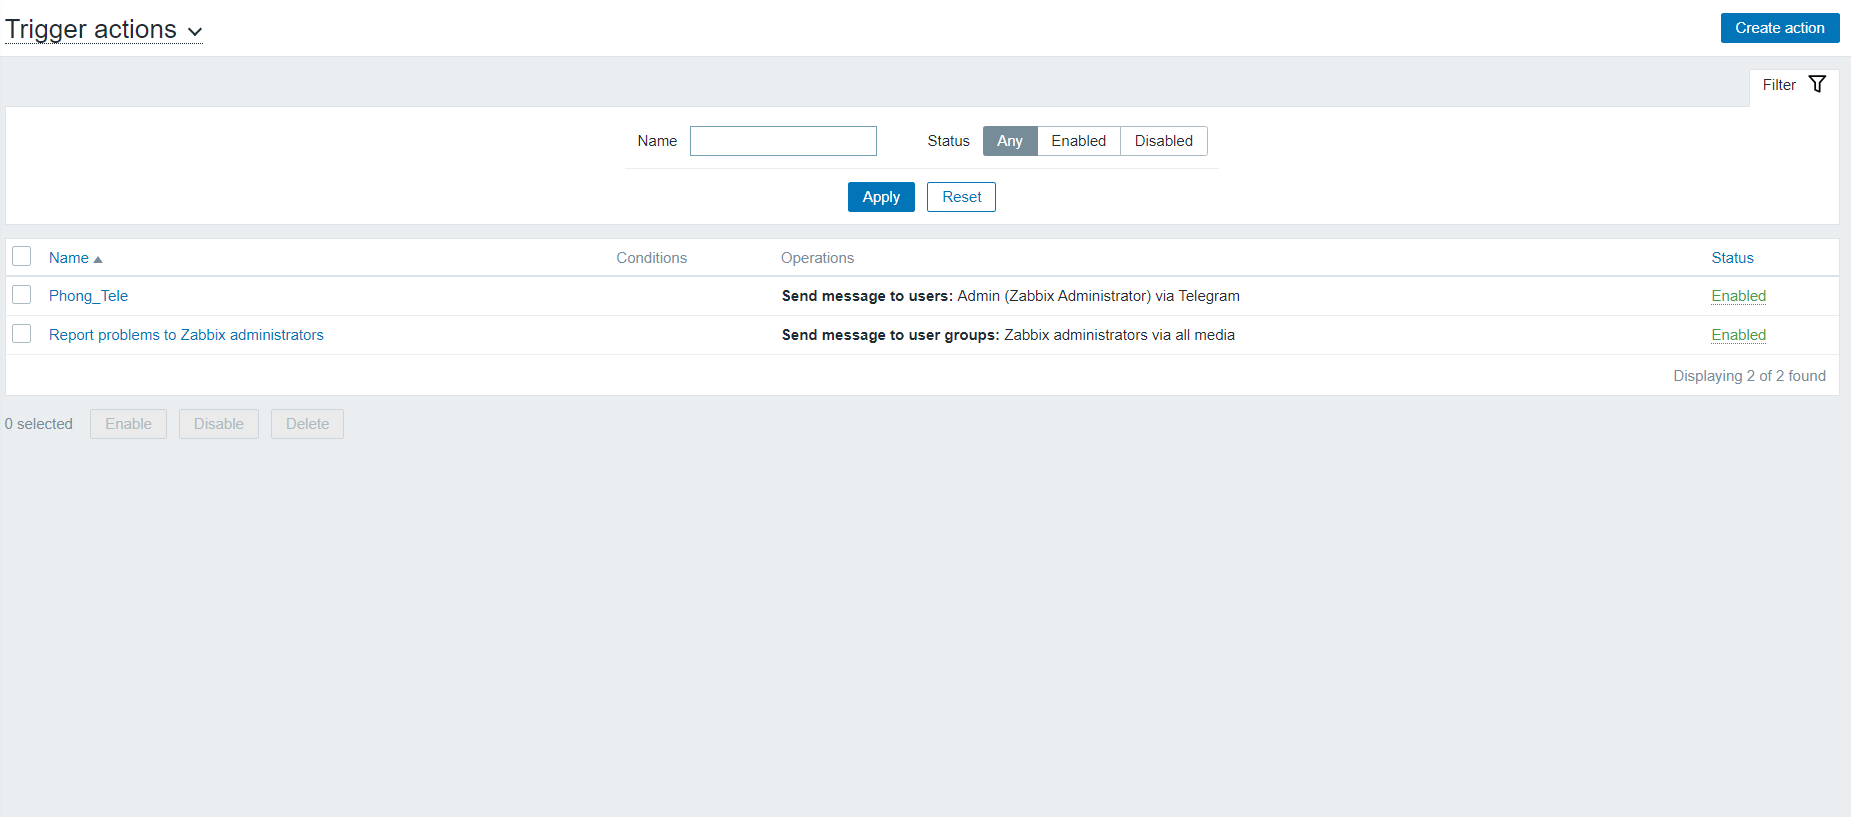 Trigger actions
Create action
Filter
Name Status Any Enabled Disabled
Apply Reset
Name Conditions Operations Status
Phong_Tele Send message to users: Admin (Zabbix Administrator) via Telegram Enabled
Report problems to Zabbix administrators Send message to user groups: Zabbix administrators via all media Enabled
Displaying 2 of 2 found
0 selected Enable Disable Delete